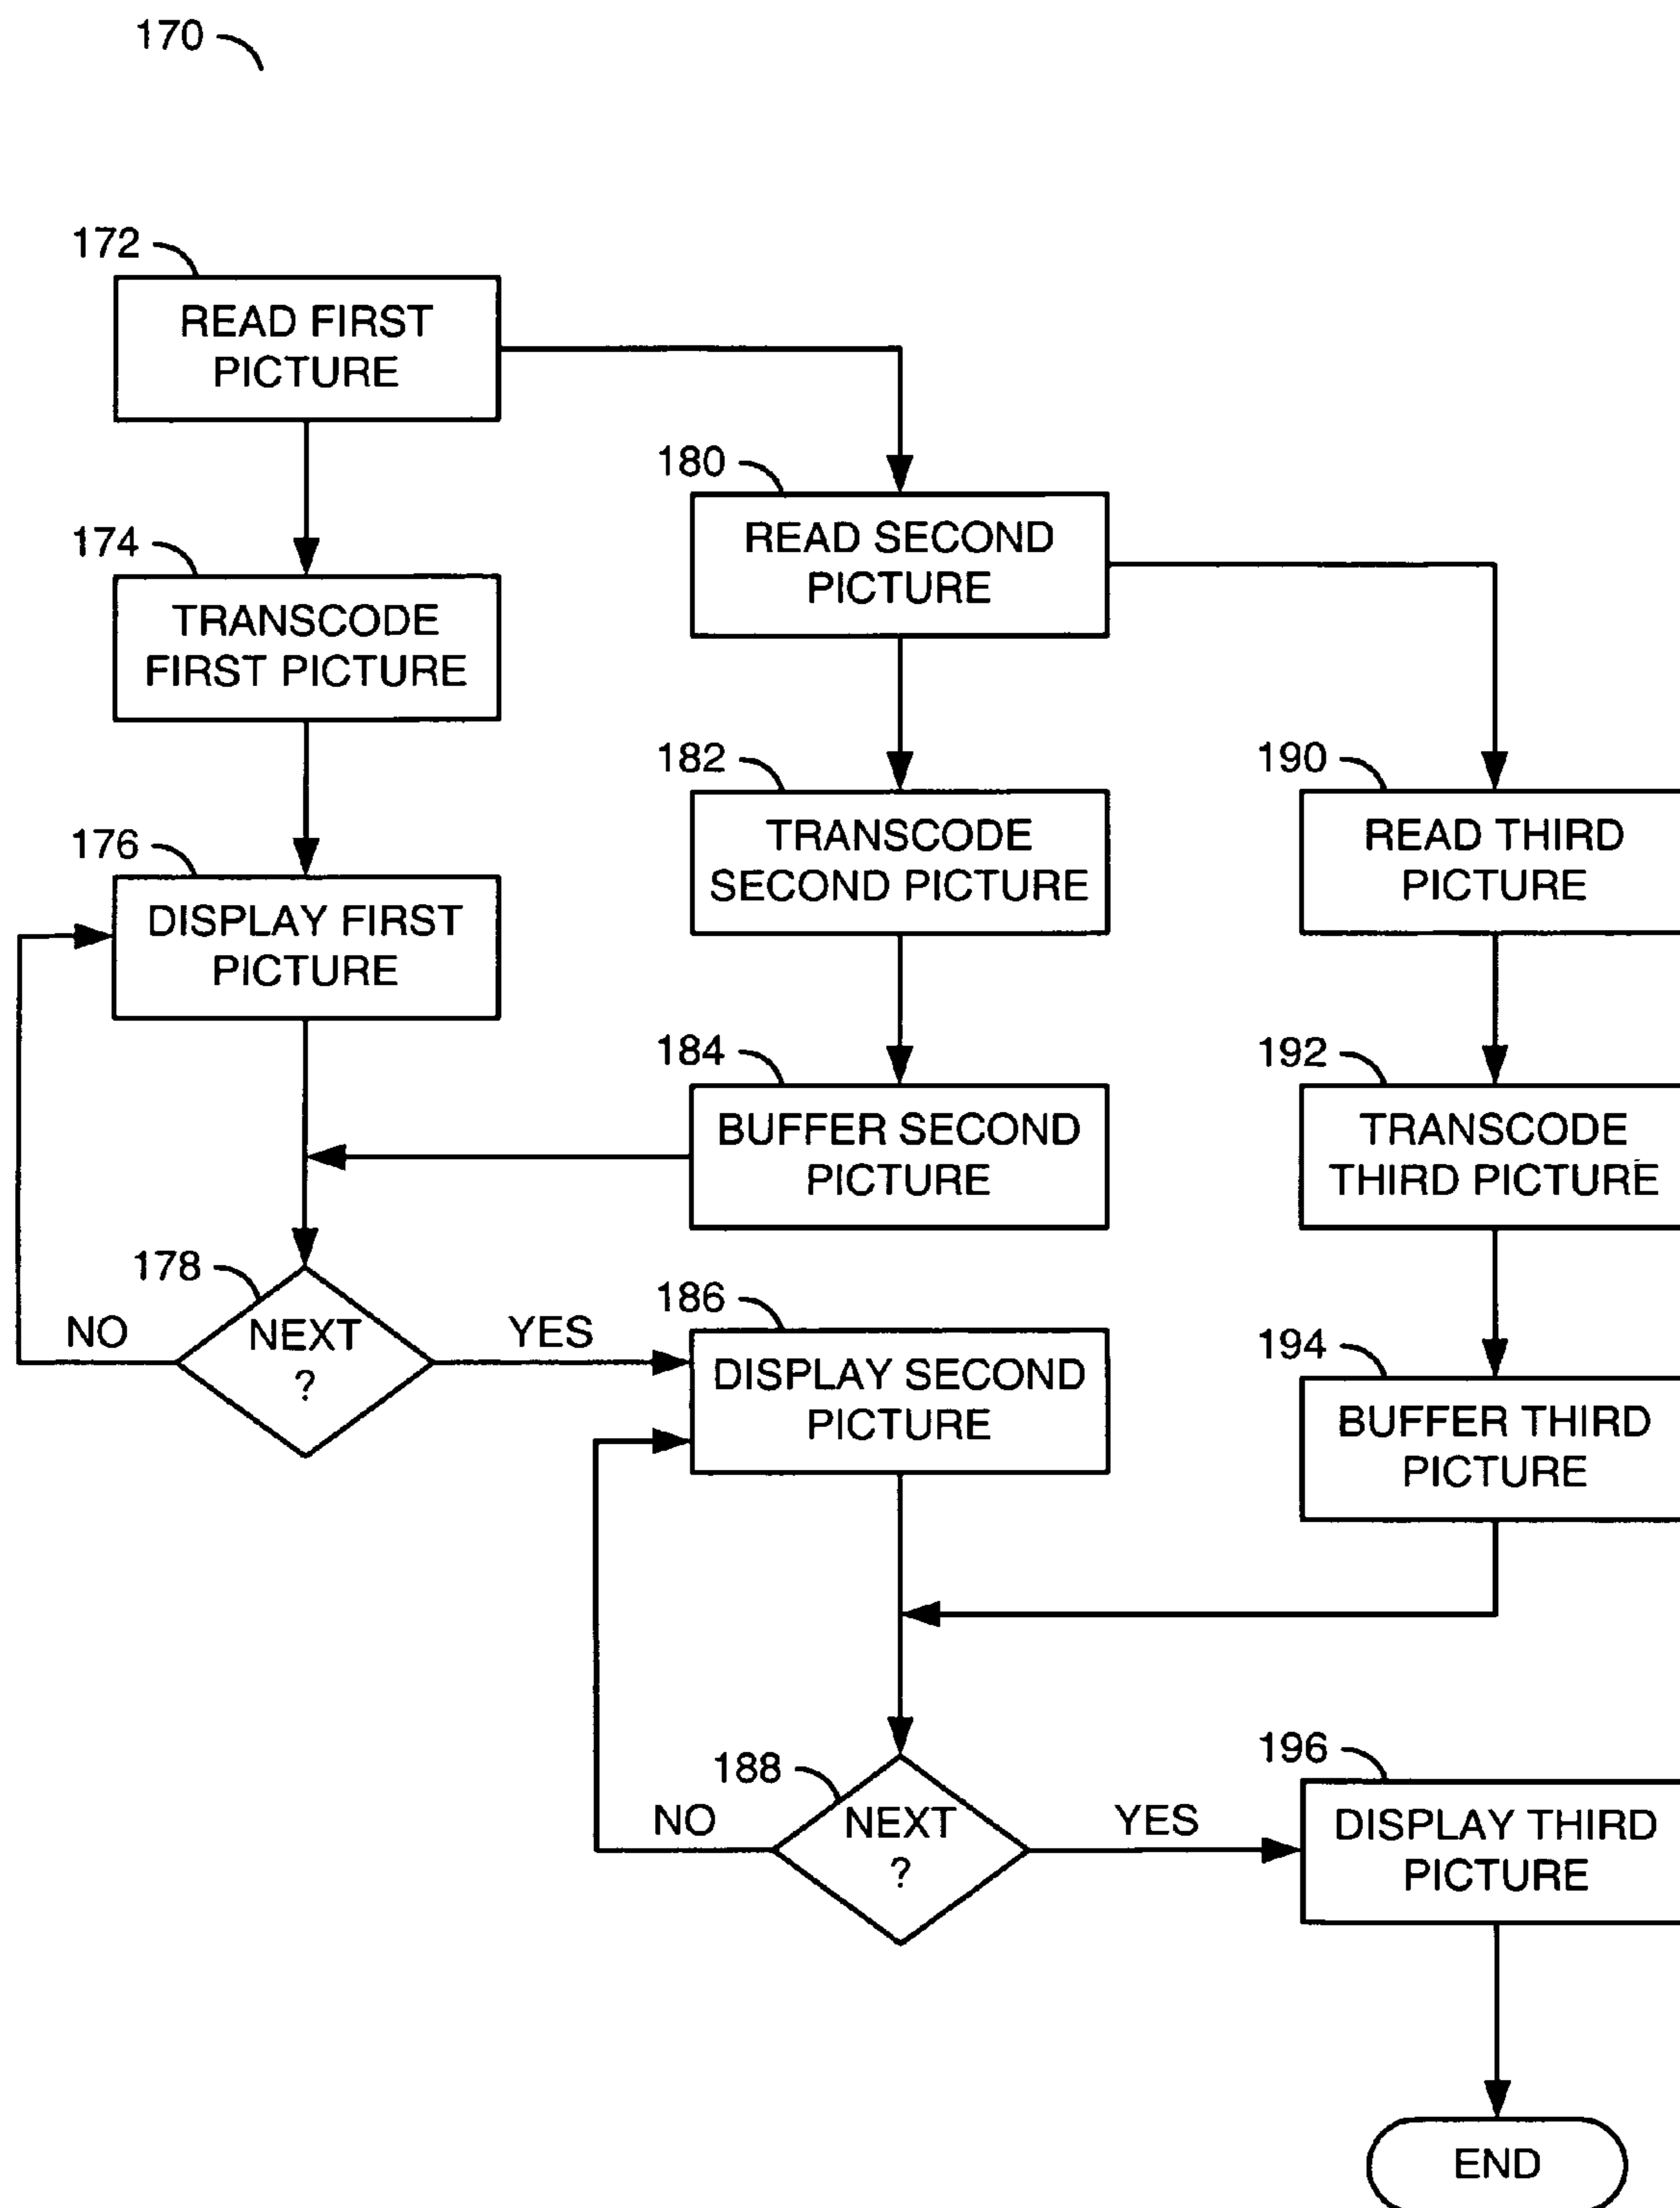 170
172
READ FIRST
PICTURE
180
READ SECOND
PICTURE
174
TRANSCODE
FIRST PICTURE
182
TRANSCODE
SECOND PICTURE
190
READ THIRD
PICTURE
176
DISPLAY FIRST
PICTURE
184
BUFFER SECOND
PICTURE
192
TRANSCODE
THIRD PICTURE
178
NEXT
?
NO
YES
186
DISPLAY SECOND
PICTURE
194
BUFFER THIRD
PICTURE
188
NEXT
?
NO
YES
196
DISPLAY THIRD
PICTURE
END